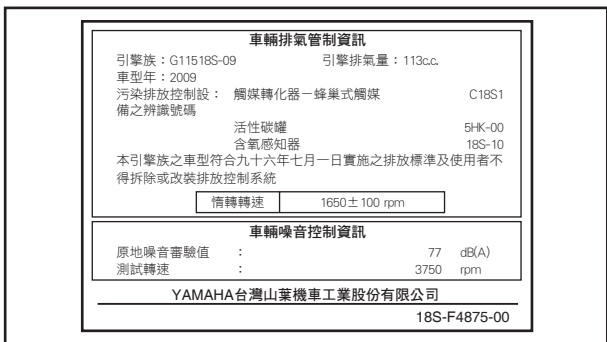 車輛排氣管制資訊
引擎族：G11518S-09 引擎排氣量：113c.c.
車型年：2009
污染排放控制設： 觸媒轉化器－蜂巢式觸媒 C18S1
備之辨識號碼
活性碳罐 5HK-00
含氧感知器 18S-10
本引擎族之車型符合九十六年七月一日實施之排放標準及使用者不
得拆除或改裝排放控制系統
惰轉轉速 1650±100 rpm
車輛噪音控制資訊
原地噪音審驗值 ： 77 dB(A)
測試轉速 ： 3750 rpm
YAMAHA台灣山葉機車工業股份有限公司
18S-F4875-00